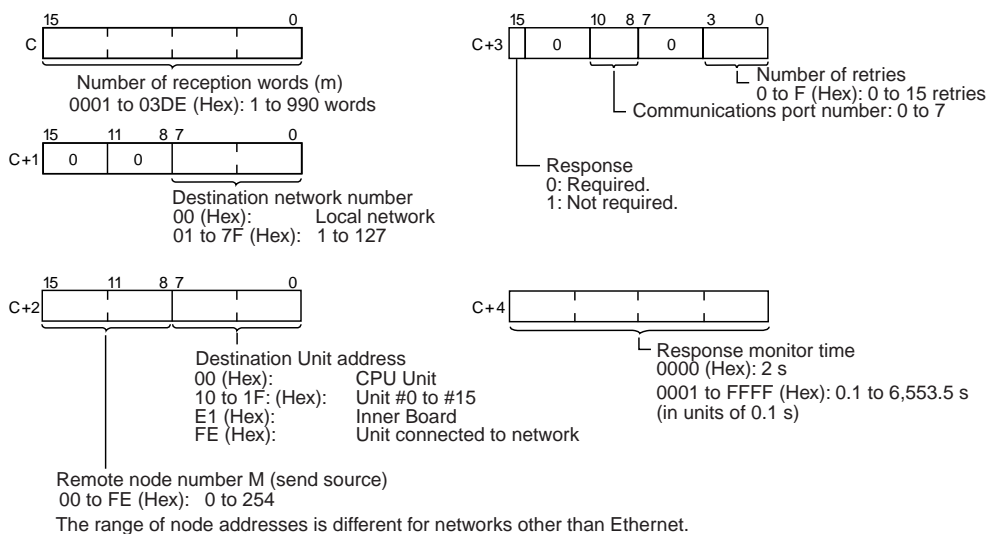 15 0
C
Number of reception words (m)
0001 to 03DE (Hex): 1 to 990 words
15 11 8 7 0
C+1 0 0
Destination network number
00 (Hex): Local network
01 to 7F (Hex): 1 to 127
15 11 8 7 0
C+2
Destination Unit address
00 (Hex): CPU Unit
10 to 1F: (Hex): Unit #0 to #15
E1 (Hex): Inner Board
FE (Hex): Unit connected to network
Remote node number M (send source)
00 to FE (Hex): 0 to 254
The range of node addresses is different for networks other than Ethernet.
15 10 8 7 3 0
C+3 0 0
Number of retries
0 to F (Hex): 0 to 15 retries
Communications port number: 0 to 7
Response
0: Required.
1: Not required.
C+4
Response monitor time
0000 (Hex): 2 s
0001 to FFFF (Hex): 0.1 to 6,553.5 s
(in units of 0.1 s)